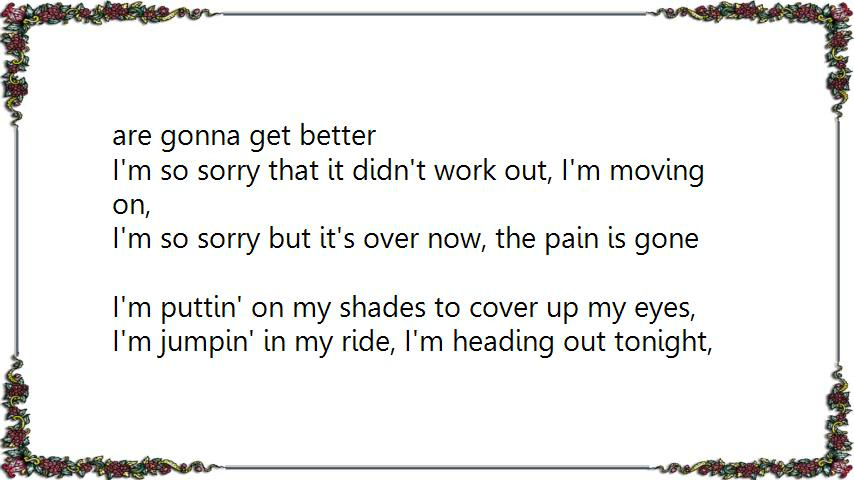 are gonna get better
I'm so sorry that it didn't work out, I'm moving
on,
I'm so sorry but it's over now, the pain is gone
I'm puttin' on my shades to cover up my eyes,
I'm jumpin' in my ride, I'm heading out tonight,